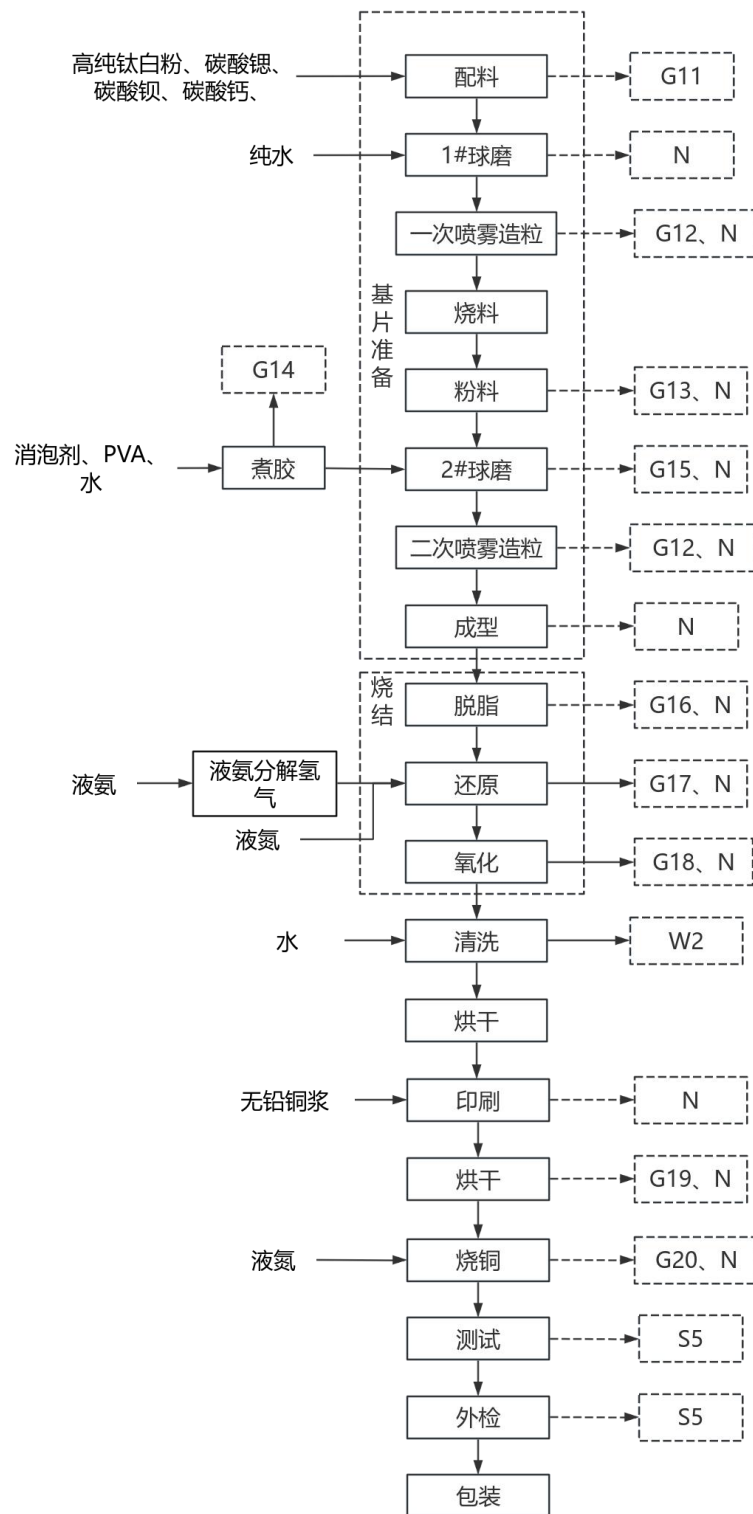 高纯钛白粉、碳酸锶、
碳酸钡、碳酸钙、
配料
G11
纯水
1#球磨
N
一次喷雾造粒
G12、N
基片准备
烧料
G14
粉料
G13、N
消泡剂、PVA、
水
煮胶
2#球磨
G15、N
二次喷雾造粒
G12、N
成型
N
烧结
脱脂
G16、N
液氨
液氨分解氢
气
还原
G17、N
液氮
氧化
G18、N
水
清洗
W2
烘干
无铅铜浆
印刷
N
烘干
G19、N
液氮
烧铜
G20、N
测试
S5
外检
S5
包装